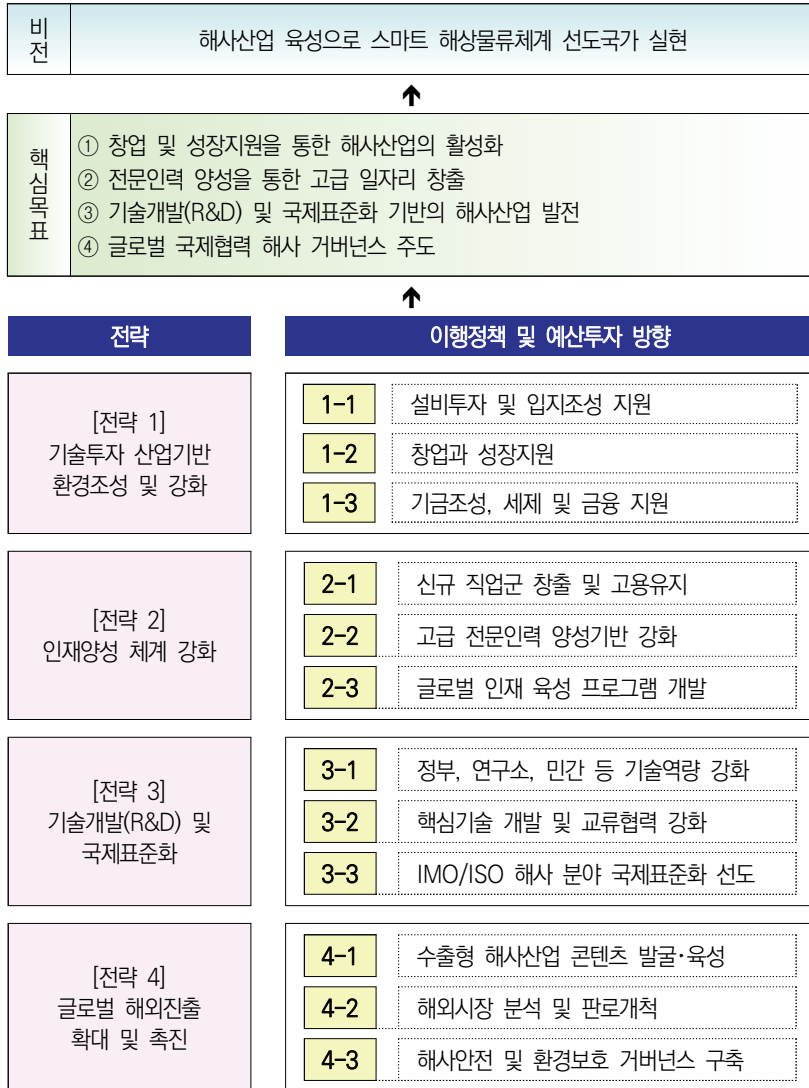 비전
해사산업 육성으로 스마트 해상물류체계 선도국가 실현
핵심목표
① 창업 및 성장지원을 통한 해사산업의 활성화
② 전문인력 양성을 통한 고급 일자리 창출
③ 기술개발(R&D) 및 국제표준화 기반의 해사산업 발전
④ 글로벌 국제협력 해사 거버넌스 주도
전략
이행정책 및 예산투자 방향
[전략 1]
기술투자 산업기반
환경조성 및 강화
1-1 설비투자 및 입지조성 지원
1-2 창업과 성장지원
1-3 기금조성, 세제 및 금융 지원
[전략 2]
인재양성 체계 강화
2-1 신규 직업군 창출 및 고용유지
2-2 고급 전문인력 양성기반 강화
2-3 글로벌 인재 육성 프로그램 개발
[전략 3]
기술개발(R&D) 및
국제표준화
3-1 정부, 연구소, 민간 등 기술역량 강화
3-2 핵심기술 개발 및 교류협력 강화
3-3 IMO/ISO 해사 분야 국제표준화 선도
[전략 4]
글로벌 해외진출
확대 및 촉진
4-1 수출형 해사산업 콘텐츠 발굴·육성
4-2 해외시장 분석 및 판로개척
4-3 해사안전 및 환경보호 거버넌스 구축